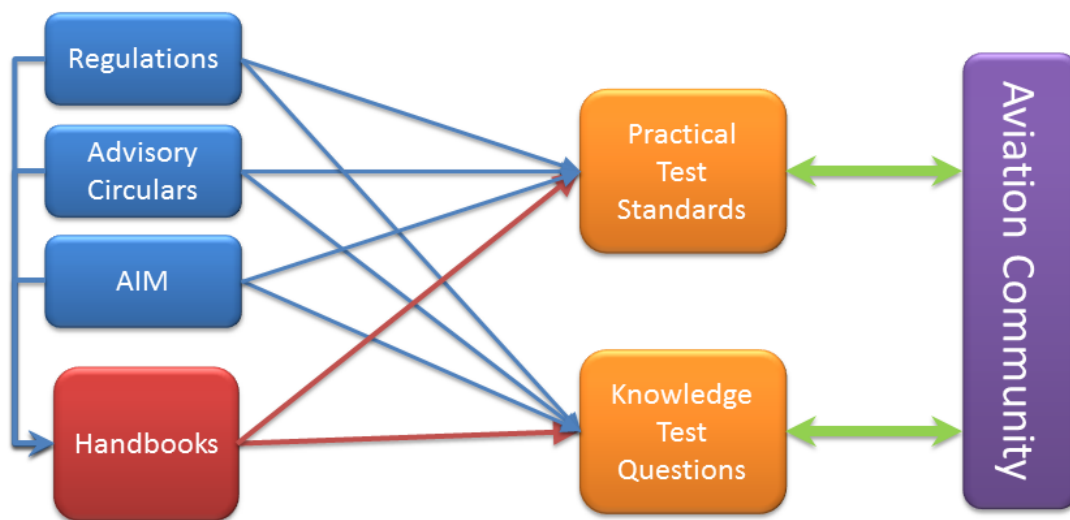 Regulations
Advisory
Circulars
AIM
Handbooks
Practical
Test
Standards
Knowledge
Test
Questions
Aviation Community